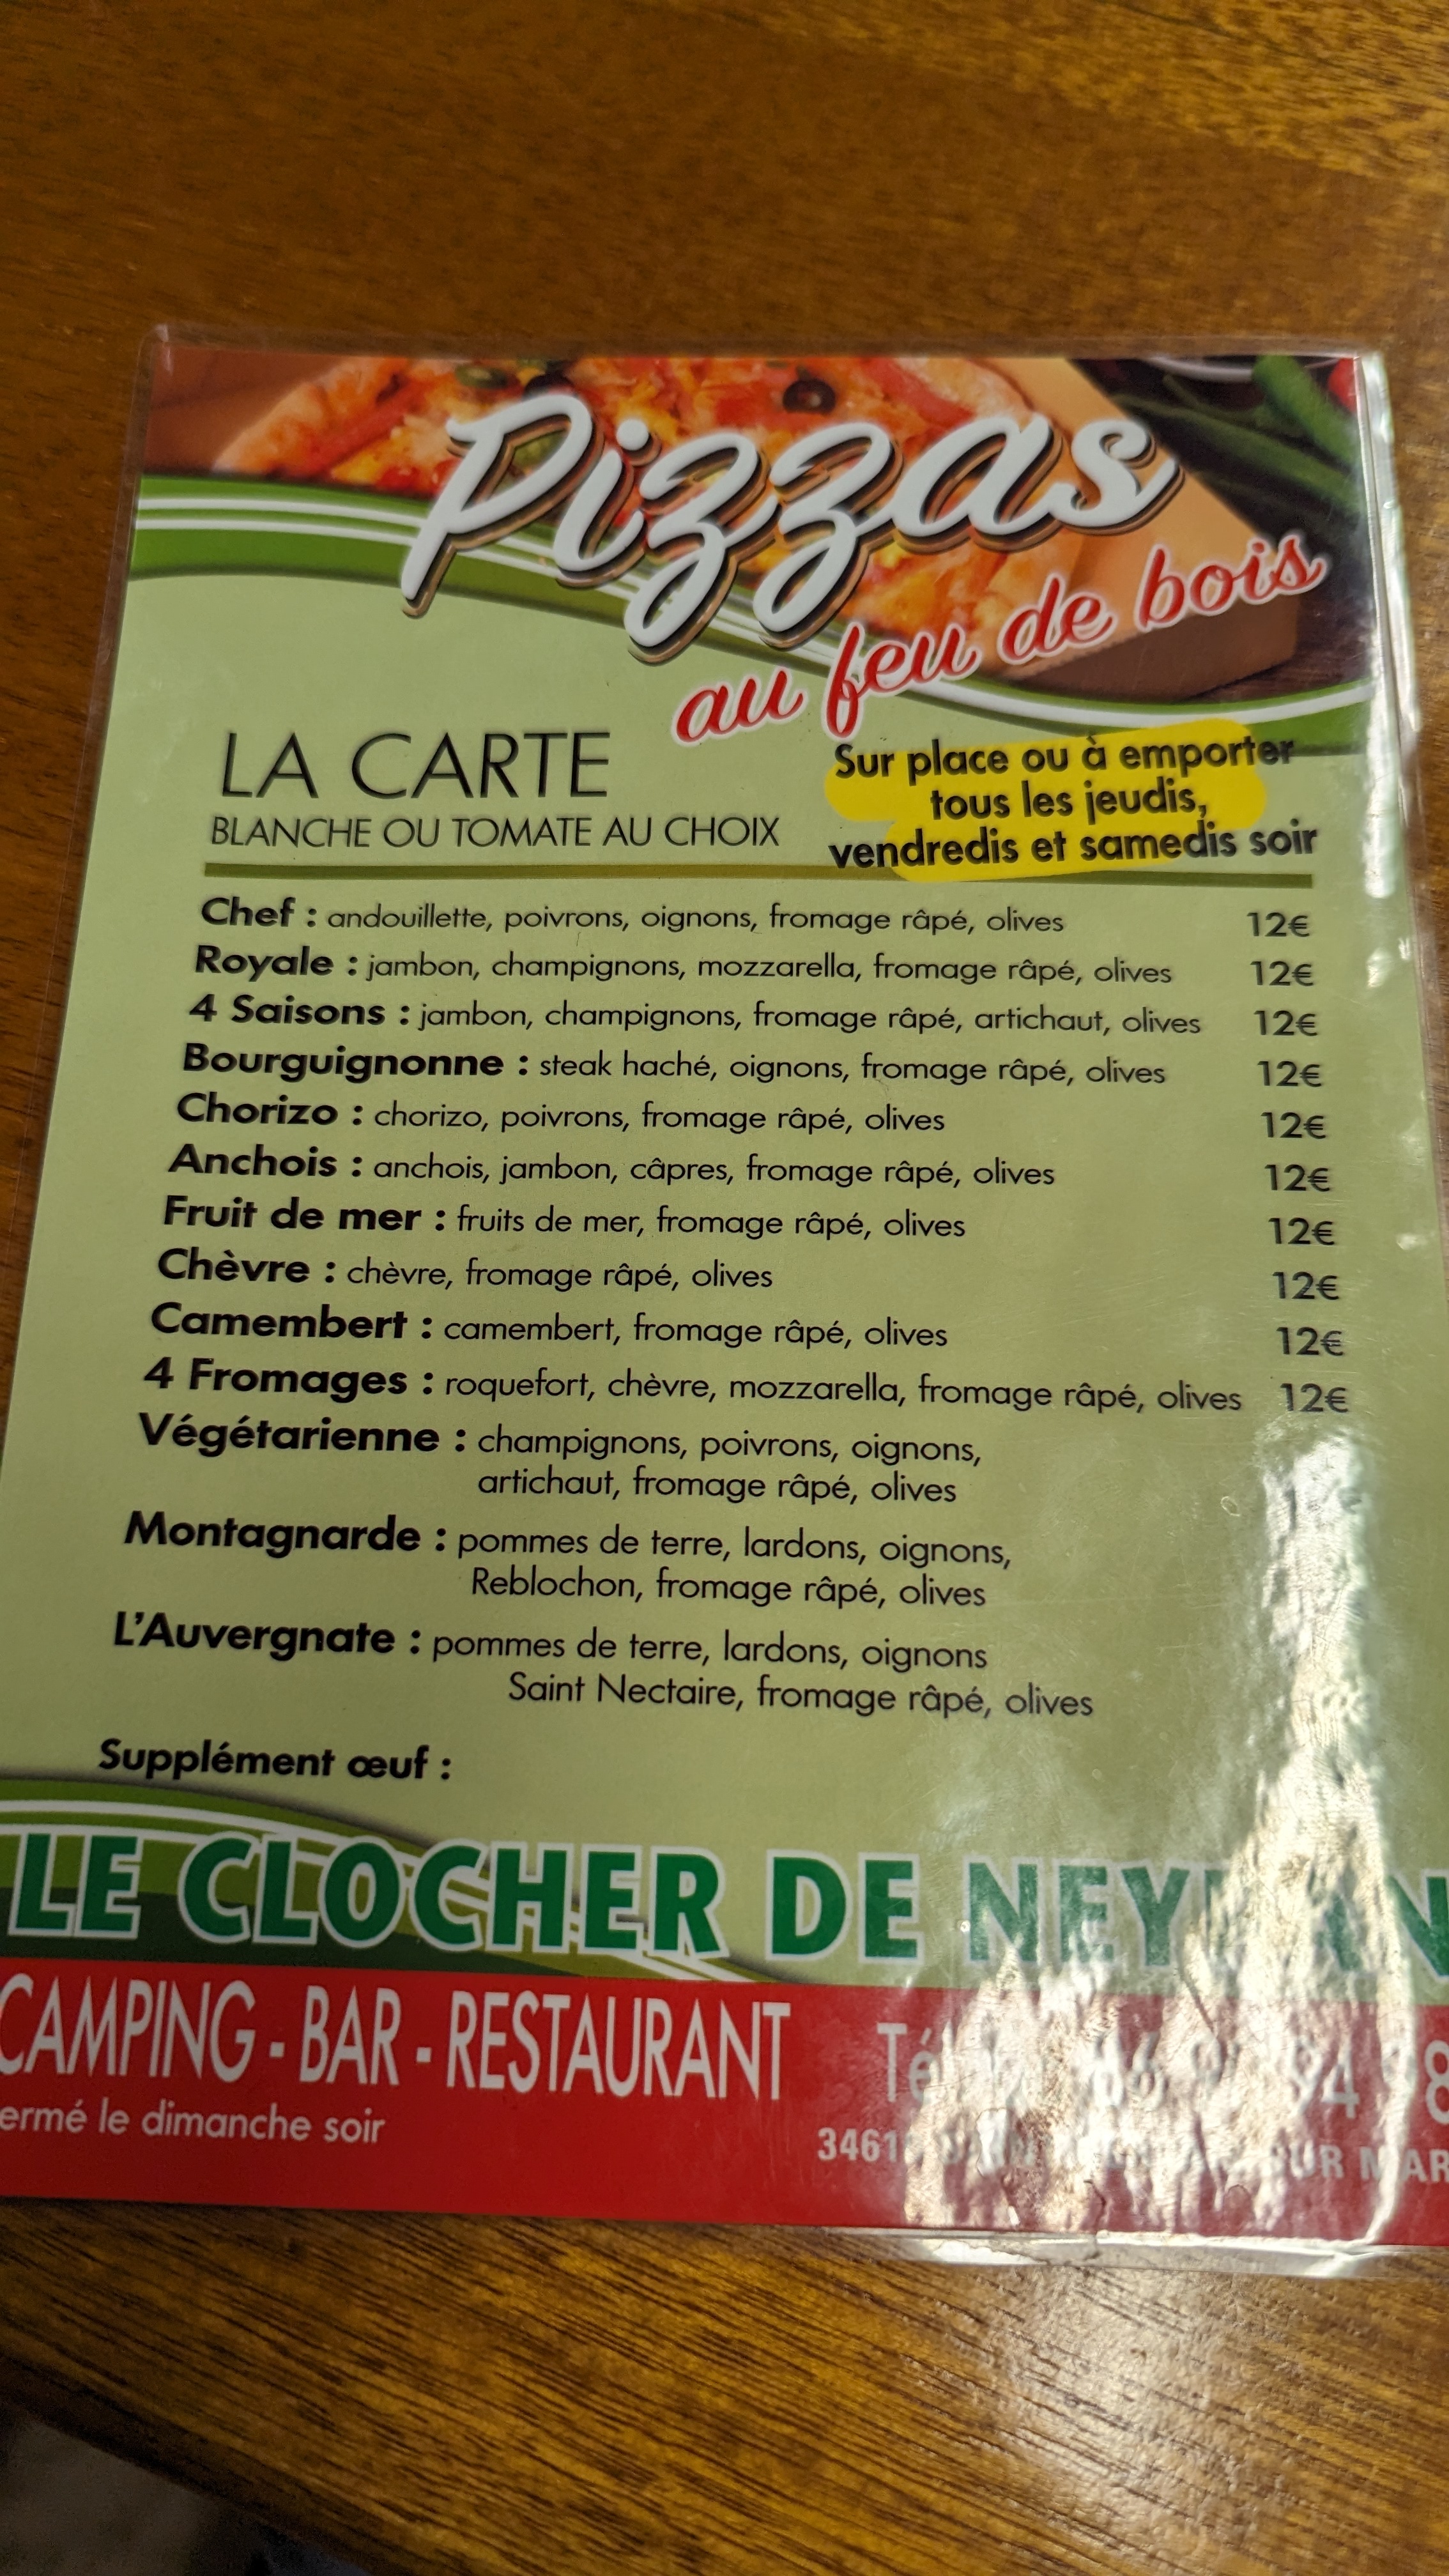 Pizzas
au feu de bois
LA CARTE
BLANCHE OU TOMATE AU CHOIX
Sur place ou à emporter
tous les jeudis,
vendredis et samedis soir
Chef : andouillette, poivrons, oignons, fromage râpé, olives 12€
Royale : jambon, champignons, mozzarella, fromage râpé, olives 12€
4 Saisons : jambon, champignons, fromage râpé, artichaut, olives 12€
Bourguignonne : steak haché, oignons, fromage râpé, olives 12€
Chorizo : chorizo, poivrons, fromage râpé, olives 12€
Anchois : anchois, jambon, câpres, fromage râpé, olives 12€
Fruit de mer : fruits de mer, fromage râpé, olives 12€
Chèvre : chèvre, fromage râpé, olives 12€
Camembert : camembert, fromage râpé, olives 12€
4 Fromages : roquefort, chèvre, mozzarella, fromage râpé, olives 12€
Végétarienne : champignons, poivrons, oignons,
artichaut, fromage râpé, olives
Montagnarde : pommes de terre, lardons, oignons,
Reblochon, fromage râpé, olives
L'Auvergnate : pommes de terre, lardons, oignons
Saint Nectaire, fromage râpé, olives
Supplément œuf :
LE CLOCHER DE
CAMPING - BAR - RESTAURANT
ermé le dimanche soir